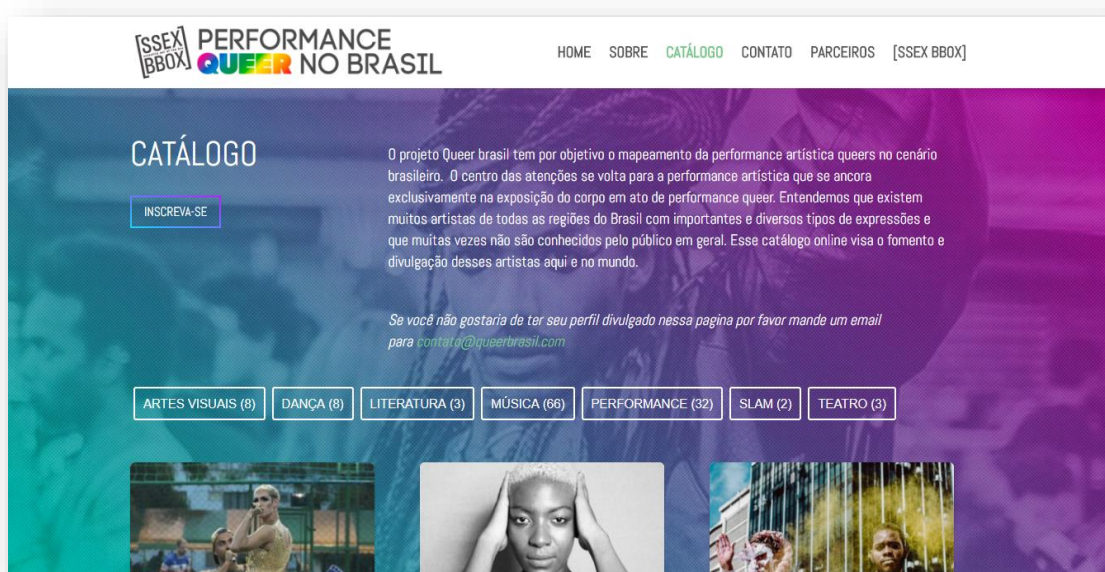 [SSEX BBOX] PERFORMANCE QUEER NO BRASIL
HOME SOBRE CATÁLOGO CONTATO PARCEIROS [SSEX BBOX]
CATÁLOGO
INSCREVA-SE
O projeto Queer brasil tem por objetivo o mapeamento da performance artística queers no cenário
brasileiro. O centro das atenções se volta para a performance artística que se ancora
exclusivamente na exposição do corpo em ato de performance queer. Entendemos que existem
muitos artistas de todas as regiões do Brasil com importantes e diversos tipos de expressões e
que muitas vezes não são conhecidos pelo público em geral. Esse catálogo online visa o fomento e
divulgação desses artistas aqui e no mundo.
Se você não gostaria de ter seu perfil divulgado nessa pagina por favor mande um email
para contato@queerbrasil.com
ARTES VISUAIS (8) DANÇA (8) LITERATURA (3) MÚSICA (66) PERFORMANCE (32) SLAM (2) TEATRO (3)